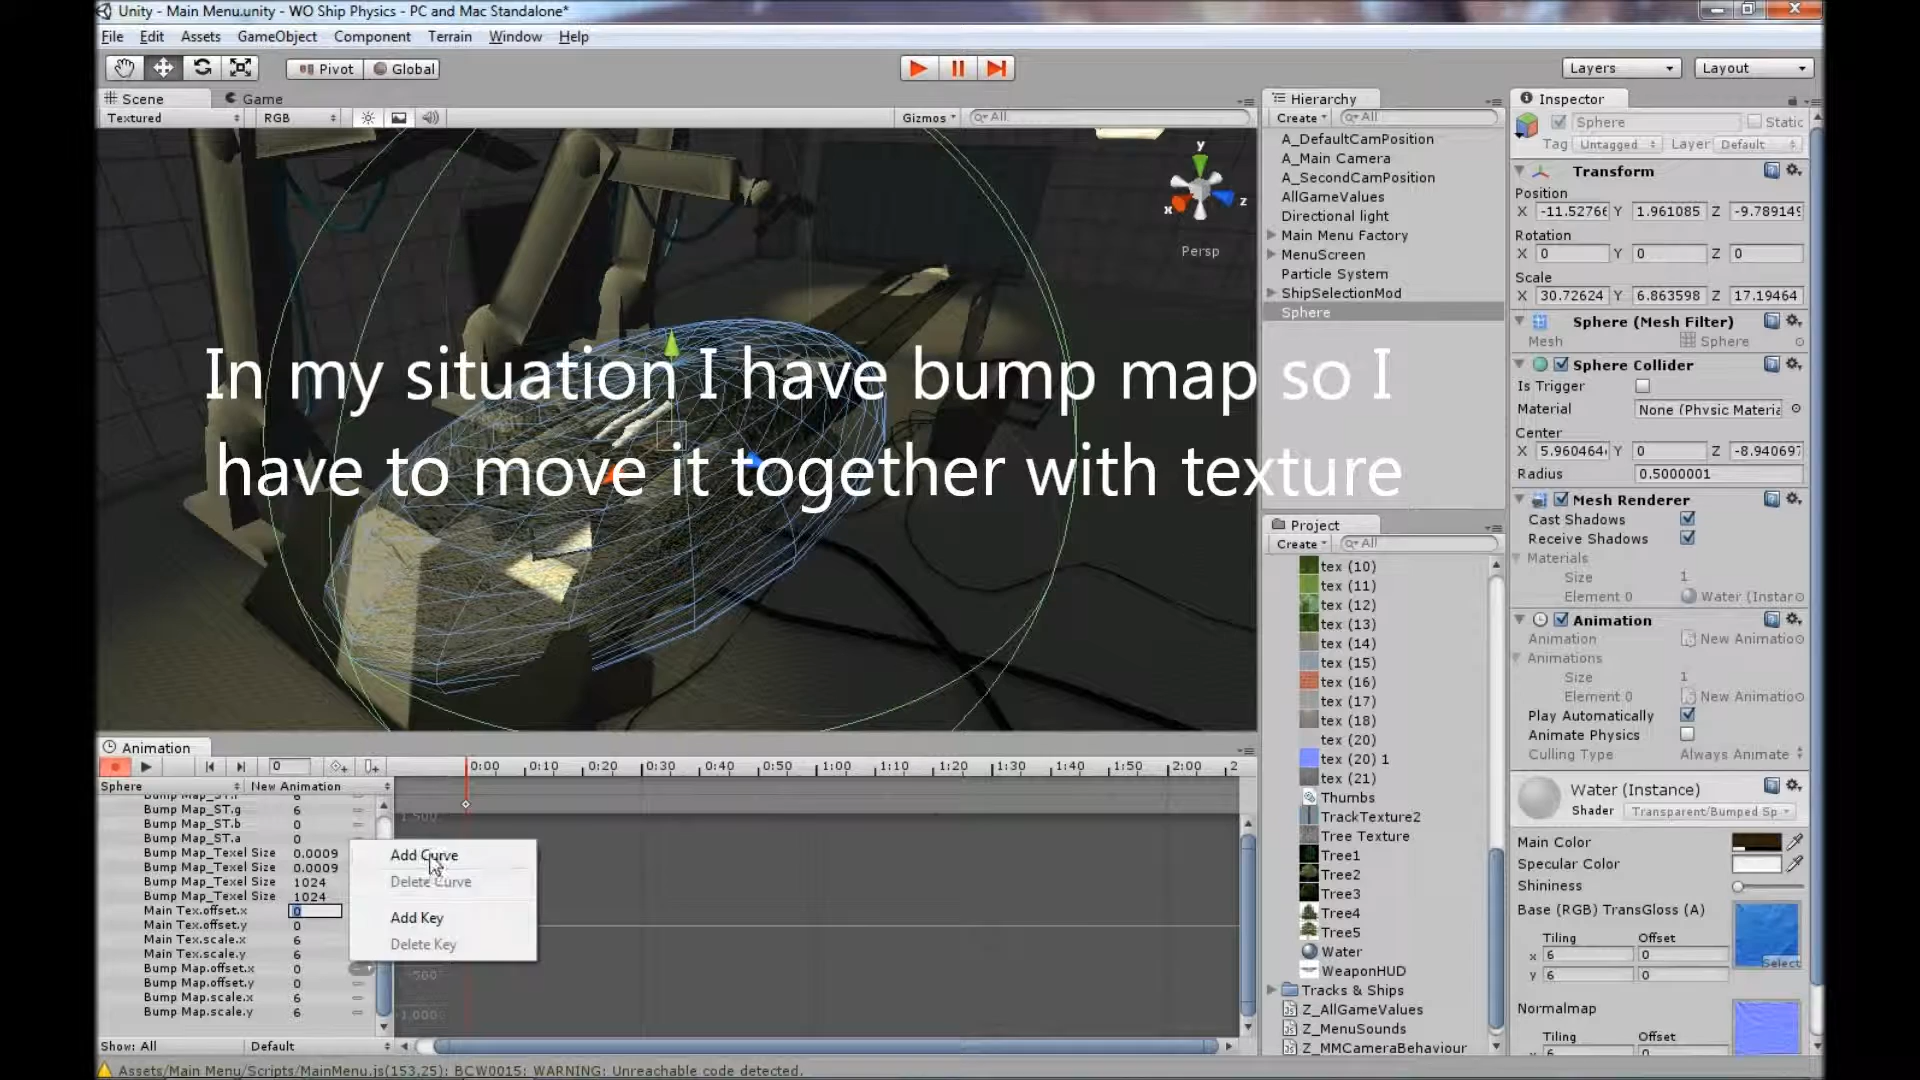 Unity - Main Menu.unity - WO Ship Physics - PC and Mac Standalone*
File Edit Assets GameObject Component Terrain Window Help
Pivot Global
Layers Layout
Scene Game
Textured RGB Gizmos All
y
x z
Persp
In my situation I have bump map so I
have to move it together with texture
Hierarchy
Create All
A_DefaultCamPosition
A_Main Camera
A_SecondCamPosition
AllGameValues
Directional light
Main Menu Factory
MenuScreen
Particle System
ShipSelectionMod
Sphere
Project
Create All
tex (10)
tex (11)
tex (12)
tex (13)
tex (14)
tex (15)
tex (16)
tex (17)
tex (18)
tex (20)
tex (20) 1
tex (21)
Thumbs
TrackTexture2
Tree Texture
Tree1
Tree2
Tree3
Tree4
Tree5
Water
WeaponHUD
Tracks & Ships
Z_AllGameValues
Z_MenuSounds
Z_MMCameraBehaviour
Inspector
Sphere Static
Tag Untagged Layer Default
Transform
Position
X -11.52766 Y 1.961085 Z -9.789149
Rotation
X 0 Y 0 Z 0
Scale
X 30.72624 Y 6.863598 Z 17.19464
Sphere (Mesh Filter)
Mesh Sphere
Sphere Collider
Is Trigger
Material None (Physic Materia
Center
X 5.960464 Y 0 Z -8.940697
Radius 0.5000001
Mesh Renderer
Cast Shadows
Receive Shadows
Materials
Size 1
Element 0 Water (Instar
Animation
Animation New Animatio
Animations
Size 1
Element 0 New Animatio
Play Automatically
Animate Physics
Culling Type Always Animate
Water (Instance)
Shader Transparent/Bumped Sp
Main Color
Specular Color
Shininess
Base (RGB) TransGloss (A)
Tiling Offset
x 6 0
y 6 0
Select
Normalmap
Tiling Offset
Animation
0 0:00 0:10 0:20 0:30 0:40 0:50 1:00 1:10 1:20 1:30 1:40 1:50 2
Sphere New Animation
Bump Map_ST.r 6
Bump Map_ST.g 6
Bump Map_ST.b 0
Bump Map_ST.a 0
Bump Map_Texel Size 0.0009
Bump Map_Texel Size 0.0009
Bump Map_Texel Size 1024
Bump Map_Texel Size 1024
Main Tex.offset.x 0
Main Tex.offset.y 0
Main Tex.scale.x 6
Main Tex.scale.y 6
Bump Map.offset.x 0
Bump Map.offset.y 0
Bump Map.scale.x 6
Bump Map.scale.y 6
Add Curve
Delete Curve
Add Key
Delete Key
Show: All Default
Assets/Main Menu/Scripts/MainMenu.js(153,25): BCW0015: WARNING: Unreachable code detected.